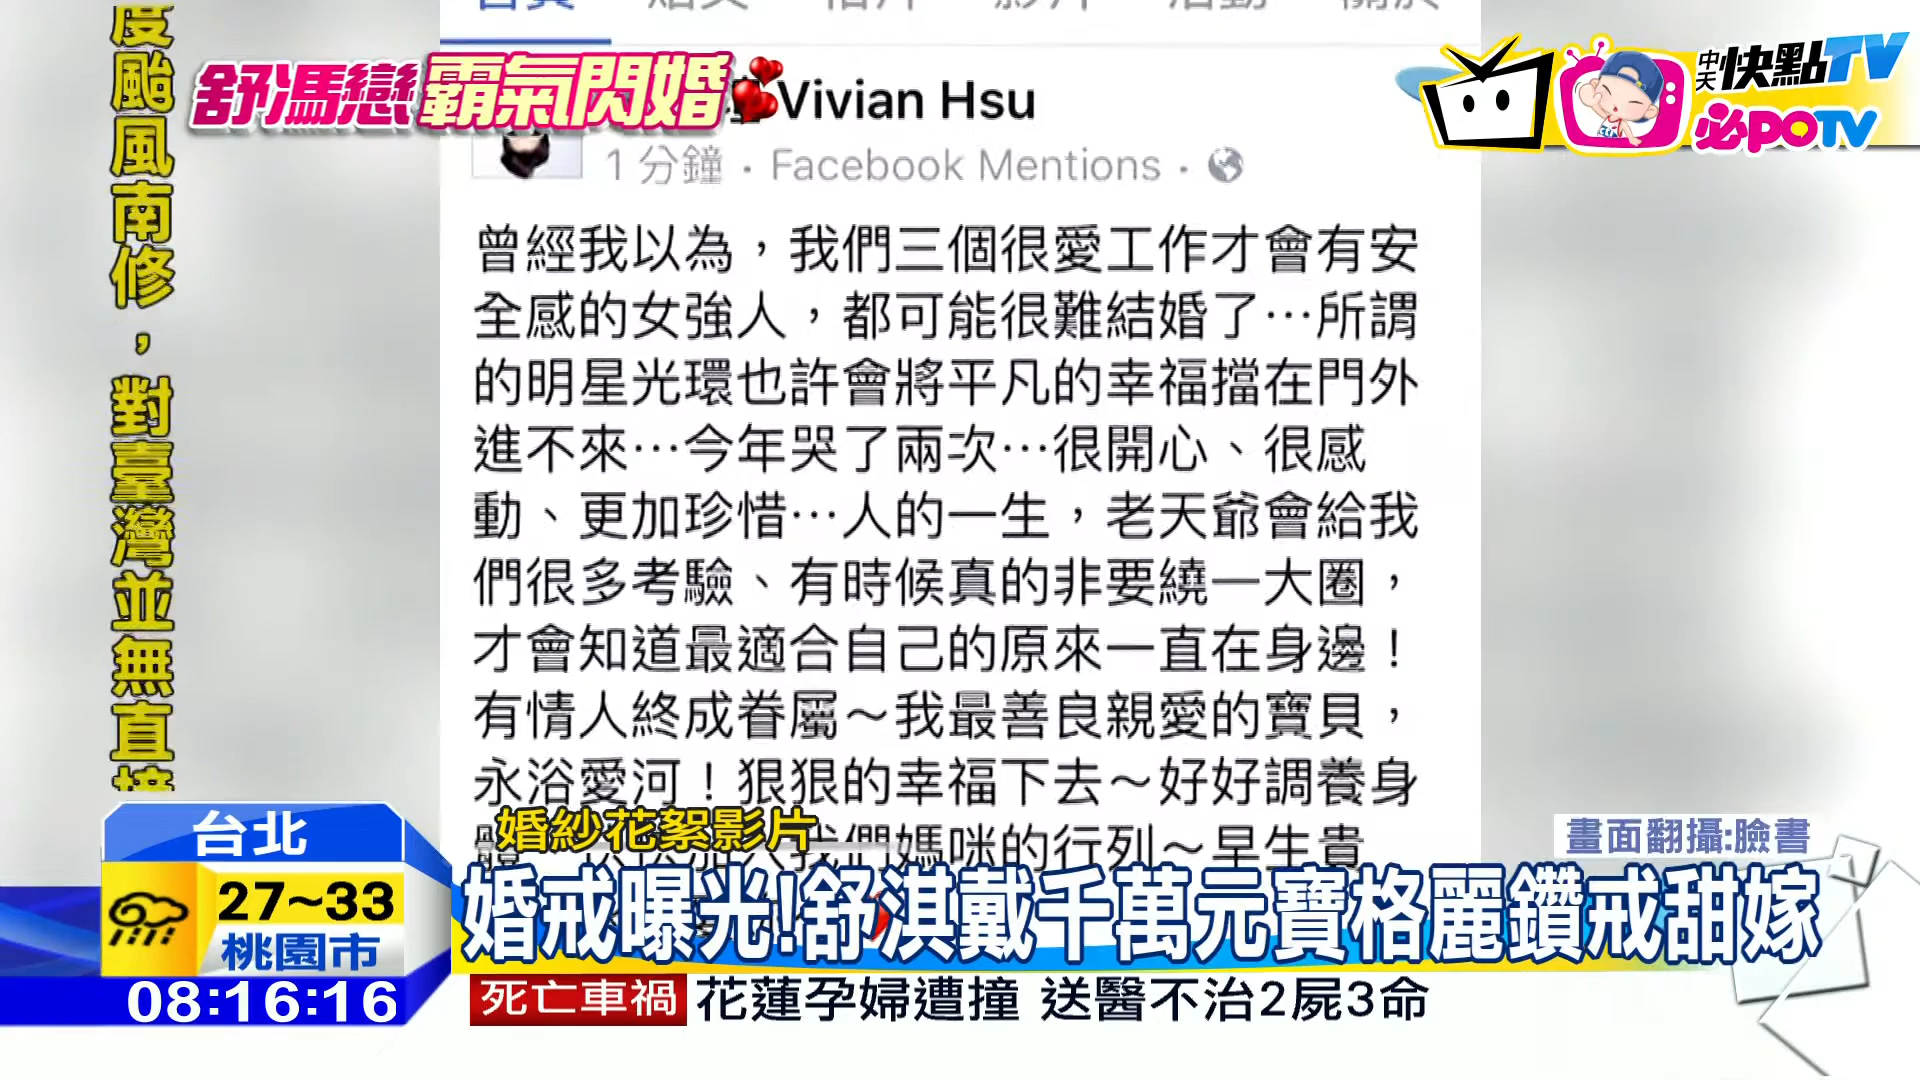 度颱風南修，對臺灣並無直接
舒馮戀霸氣閃婚
Vivian Hsu
1 分鐘 · Facebook Mentions ·
中天快點TV
必POTV
曾經我以為，我們三個很愛工作才會有安
全感的女強人，都可能很難結婚了…所謂
的明星光環也許會將平凡的幸福擋在門外
進不來…今年哭了兩次…很開心、很感
動、更加珍惜…人的一生，老天爺會給我
們很多考驗、有時候真的非要繞一大圈，
才會知道最適合自己的原來一直在身邊！
有情人終成眷屬～我最善良親愛的寶貝，
永浴愛河！狠狠的幸福下去～好好調養身
我們媽咪的行列～早生貴
婚紗花絮影片
畫面翻攝:臉書
婚戒曝光!舒淇戴千萬元寶格麗鑽戒甜嫁
台北
27~33
桃園市
08:16:16
死亡車禍 花蓮孕婦遭撞 送醫不治2屍3命